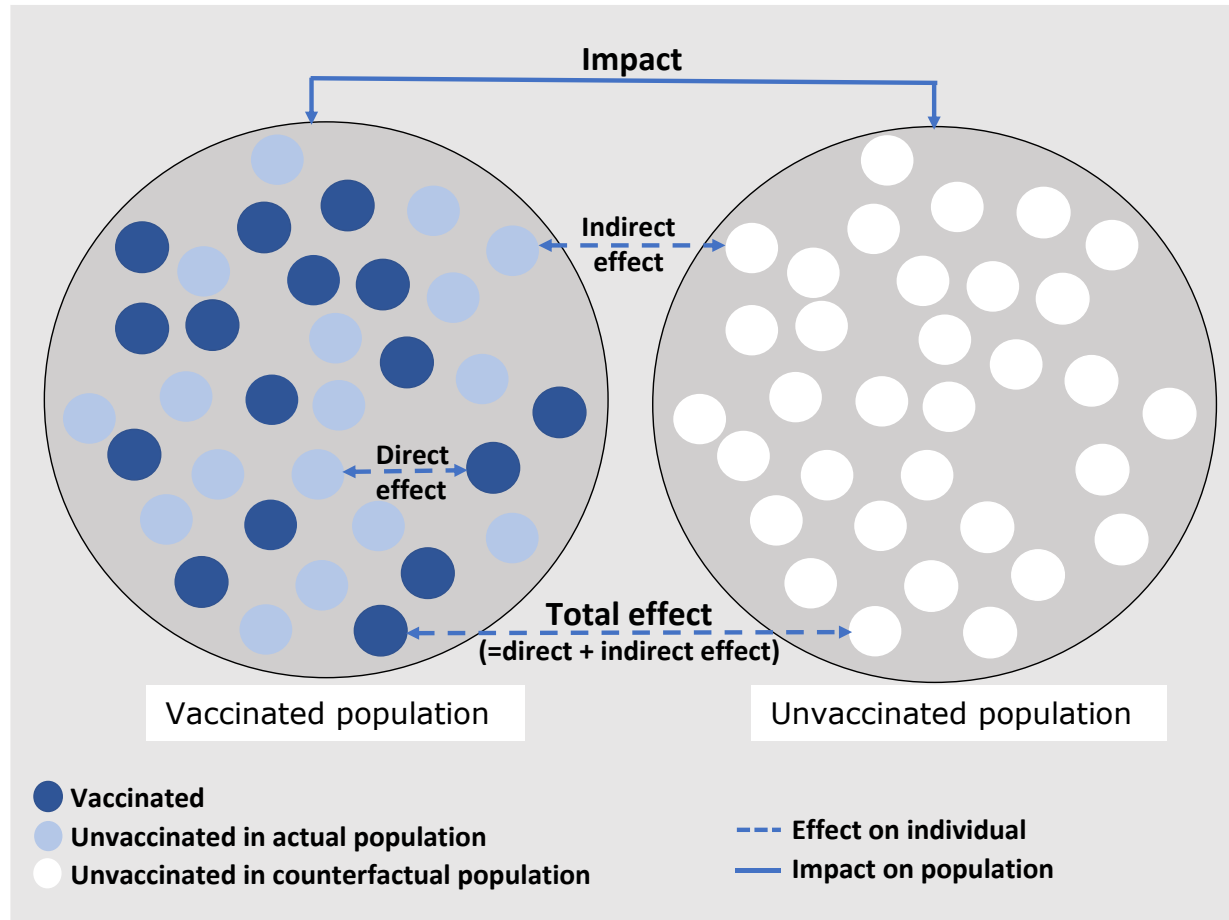 Impact
Indirect
effect
Direct
effect
Total effect
(=direct + indirect effect)
Vaccinated population
Unvaccinated population
Vaccinated
Unvaccinated in actual population
Unvaccinated in counterfactual population
Effect on individual
Impact on population